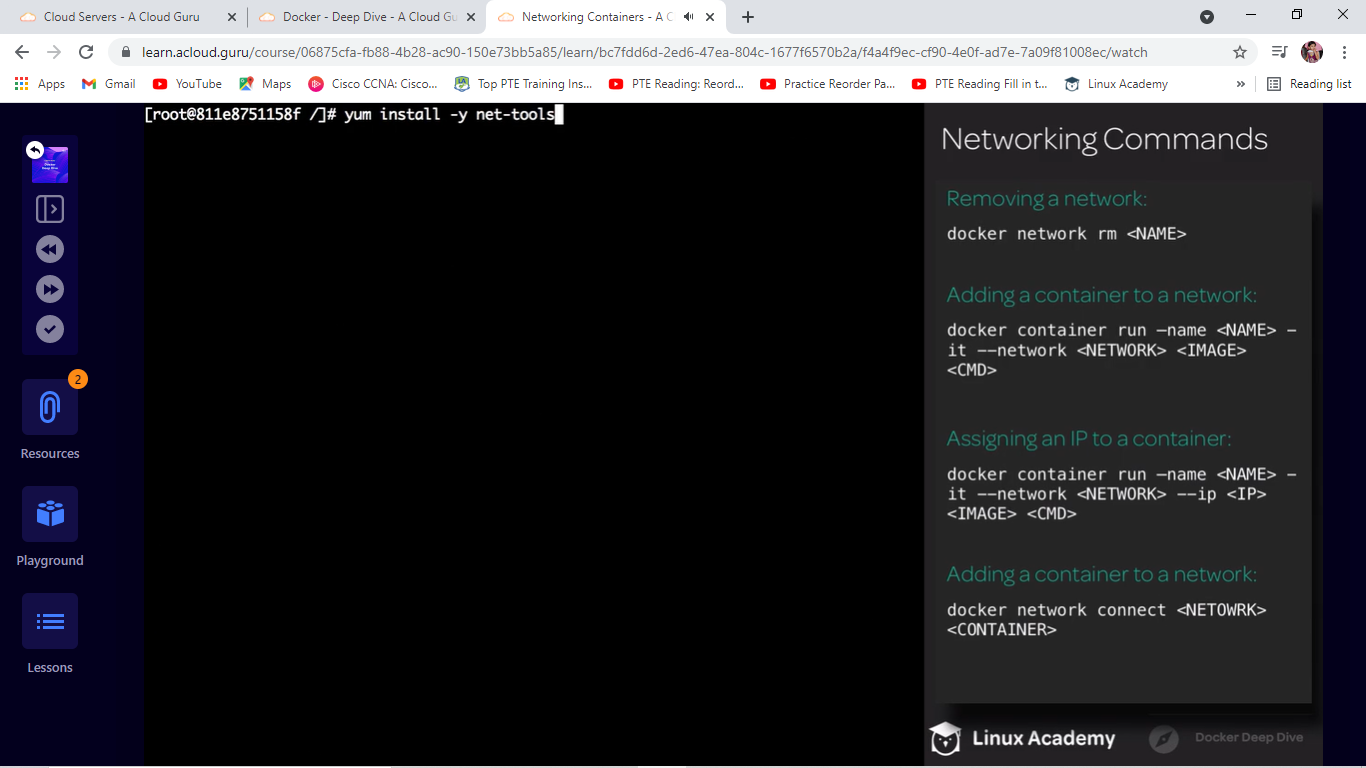 Cloud Servers - A Cloud Guru
Docker - Deep Dive - A Cloud Gu
Networking Containers - A C
learn.acloud.guru/course/06875cfa-fb88-4b28-ac90-150e73bb5a85/learn/bc7fdd6d-2ed6-47ea-804c-1677f6570b2a/f4a4f9ec-cf90-4e0f-ad7e-7a09f81008ec/watch
Apps
Gmail
YouTube
Maps
Cisco CCNA: Cisco...
Top PTE Training Ins...
PTE Reading: Reord...
Practice Reorder Pa...
PTE Reading Fill in t...
Linux Academy
»
Reading list
[root@811e8751158f /]# yum install -y net-tools
Docker
Deep Dive
2
Resources
Playground
Lessons
Networking Commands
Removing a network:
docker network rm <NAME>
Adding a container to a network:
docker container run –name <NAME> –
it ––network <NETWORK> <IMAGE>
<CMD>
Assigning an IP to a container:
docker container run –name <NAME> –
it ––network <NETWORK> ––ip <IP>
<IMAGE> <CMD>
Adding a container to a network:
docker network connect <NETOWRK>
<CONTAINER>
Linux Academy
Docker Deep Dive